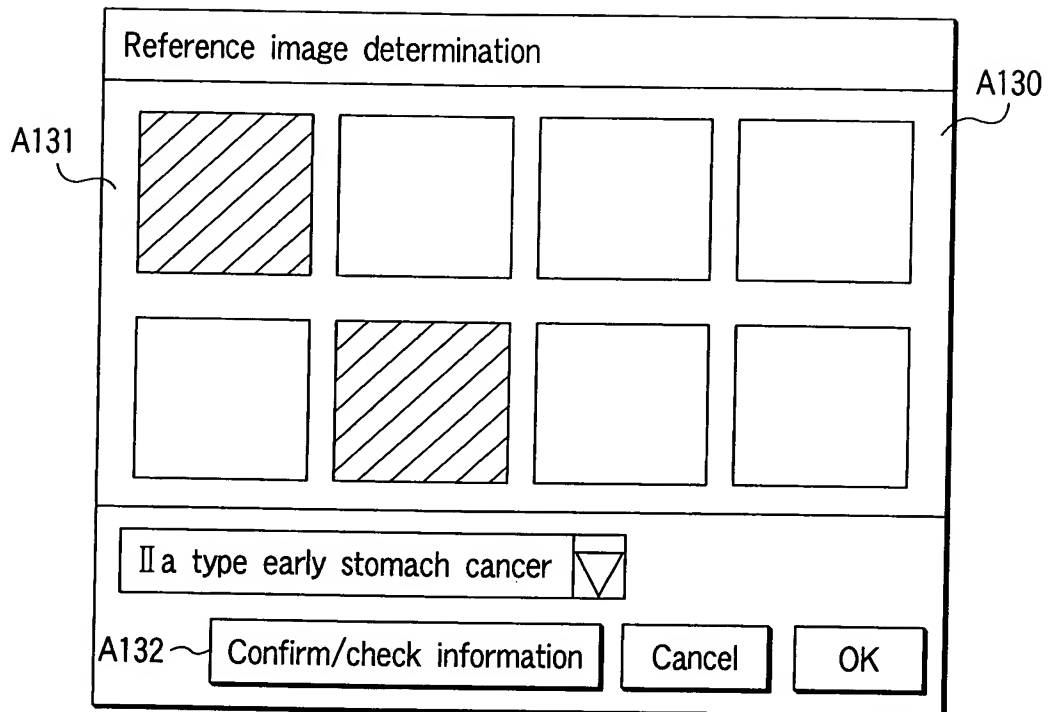 Reference image determination
A130
A131
Ⅱa type early stomach cancer
A132
Confirm/check information
Cancel
OK